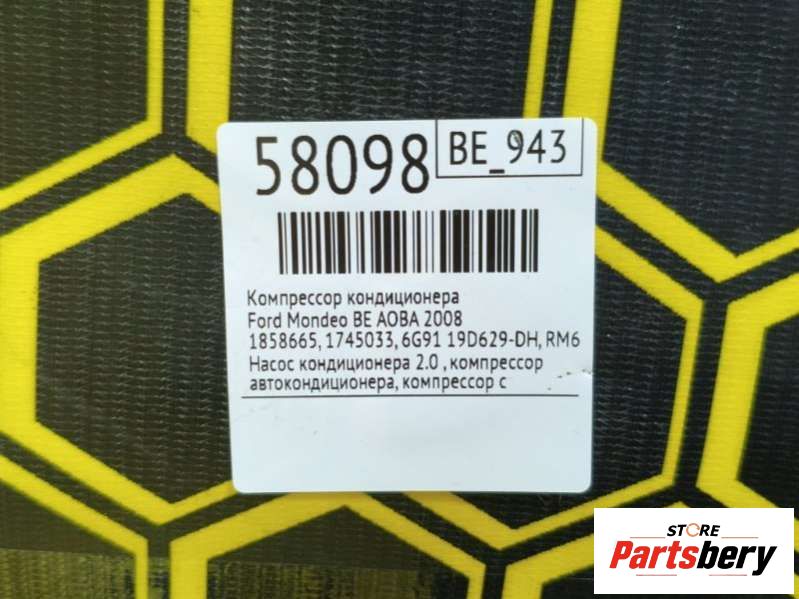 58098
BE_943
Компрессор кондиционера
Ford Mondeo BE AOBA 2008
1858665, 1745033, 6G91 19D629-DH, RM6
Насос кондиционера 2.0 , компрессор
автокондиционера, компрессор с
STORE
Partsbery